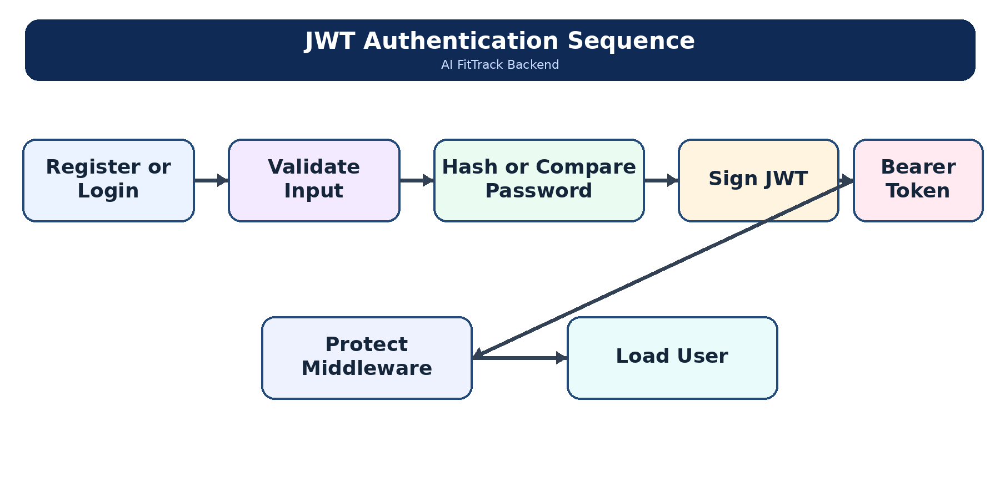 JWT Authentication Sequence
AI FitTrack Backend
Register or
Login
Validate
Input
Hash or Compare
Password
Sign JWT
Bearer
Token
Protect
Middleware
Load User